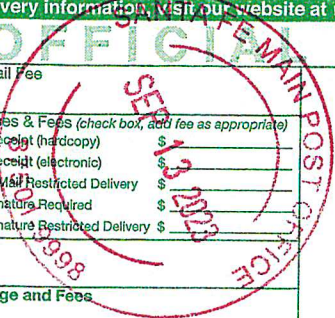 very information, visit our website at
OFFICIAL
ail Fee
es & Fees (check box, add fee as appropriate)
eceipt (hardcopy) $
eceipt (electronic) $
Mail Restricted Delivery $
nature Required $
nature Restricted Delivery $
ge and Fees
SANTA FE MAIN POST OFFICE
SEP 13 2023
87501 9998